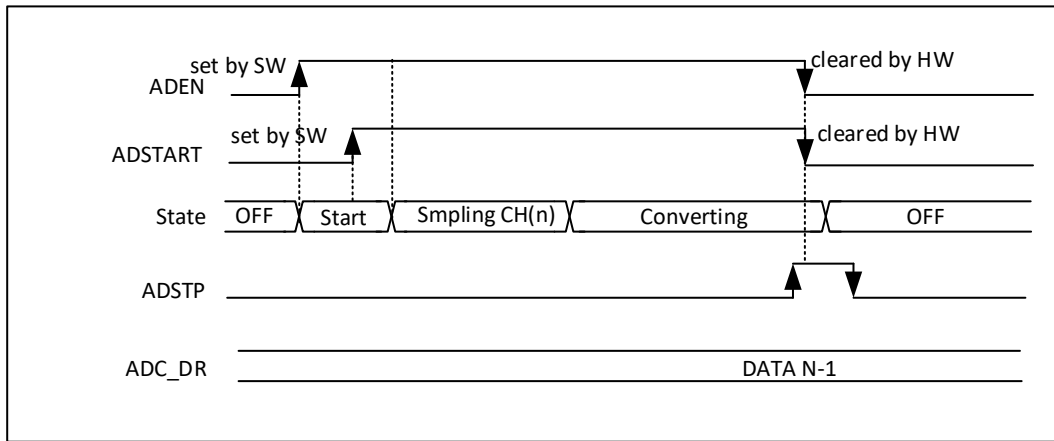 set by SW cleared by HW
ADEN
set by SW cleared by HW
ADSTART
State OFF Start Smpling CH(n) Converting OFF
ADSTP
ADC_DR DATA N-1